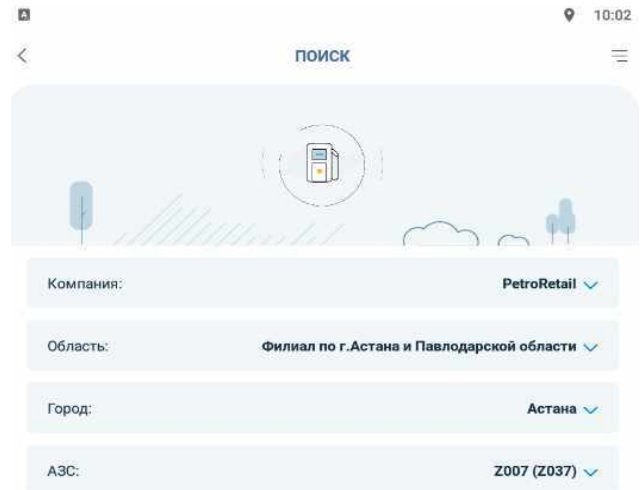 A
10:02
ПОИСК
Компания: PetroRetail
Область: Филиал по г.Астана и Павлодарской области
Город: Астана
АЗС: Z007 (Z037)